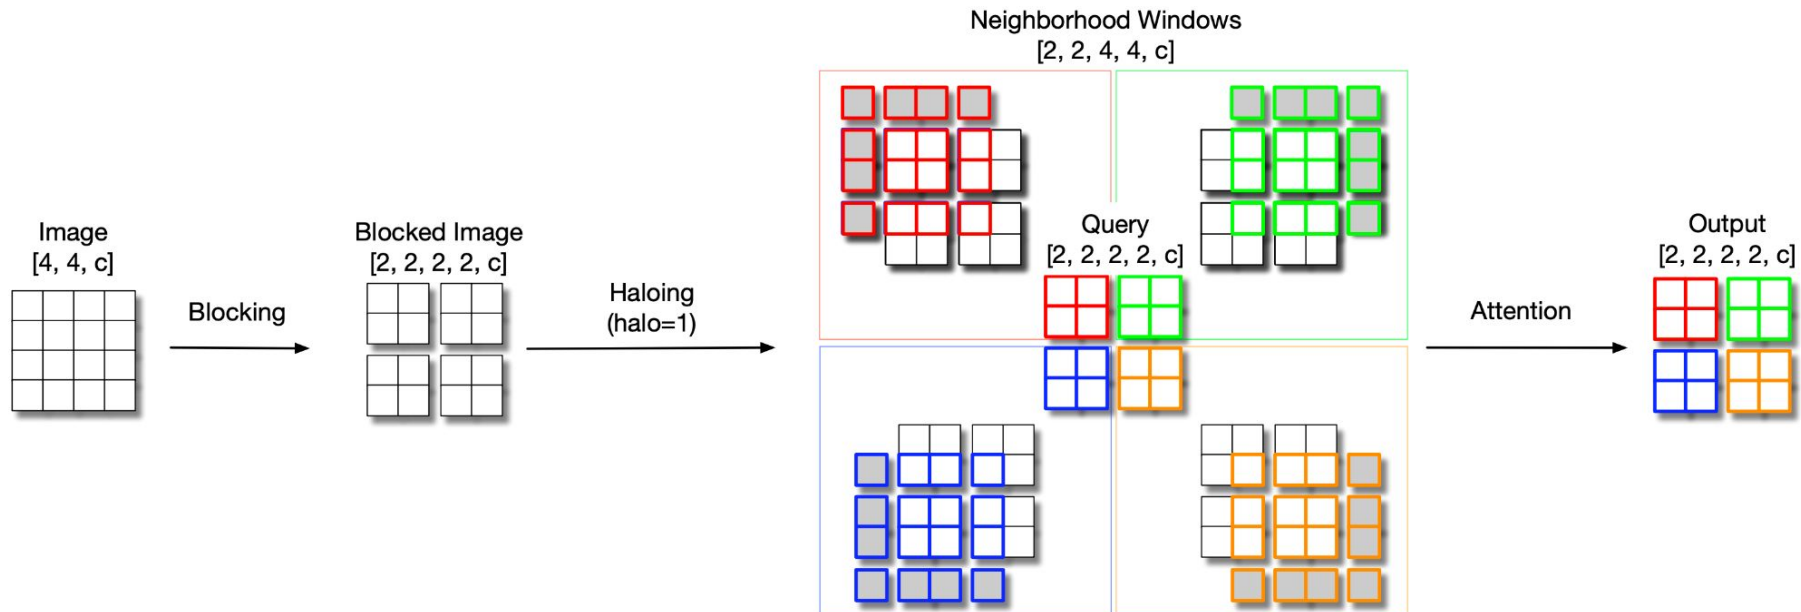 Neighborhood Windows
[2, 2, 4, 4, c]
Image
[4, 4, c]
Blocking
Blocked Image
[2, 2, 2, 2, c]
Haloing
(halo=1)
Query
[2, 2, 2, 2, c]
Attention
Output
[2, 2, 2, 2, c]